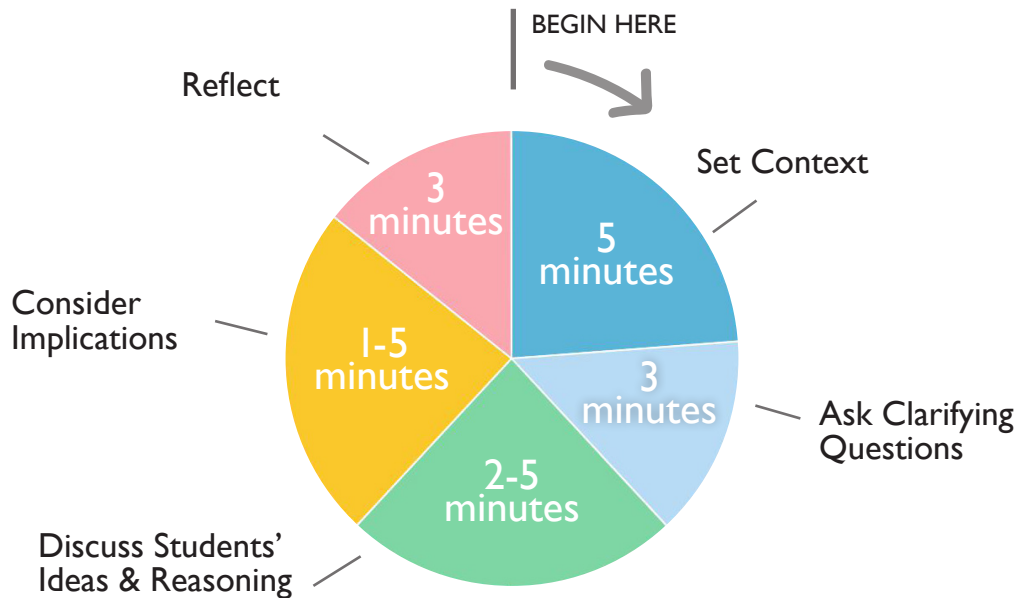 BEGIN HERE
Set Context
5
minutes
3
minutes
Ask Clarifying
Questions
2-5
minutes
Discuss Students’
Ideas & Reasoning
1-5
minutes
Consider
Implications
3
minutes
Reflect